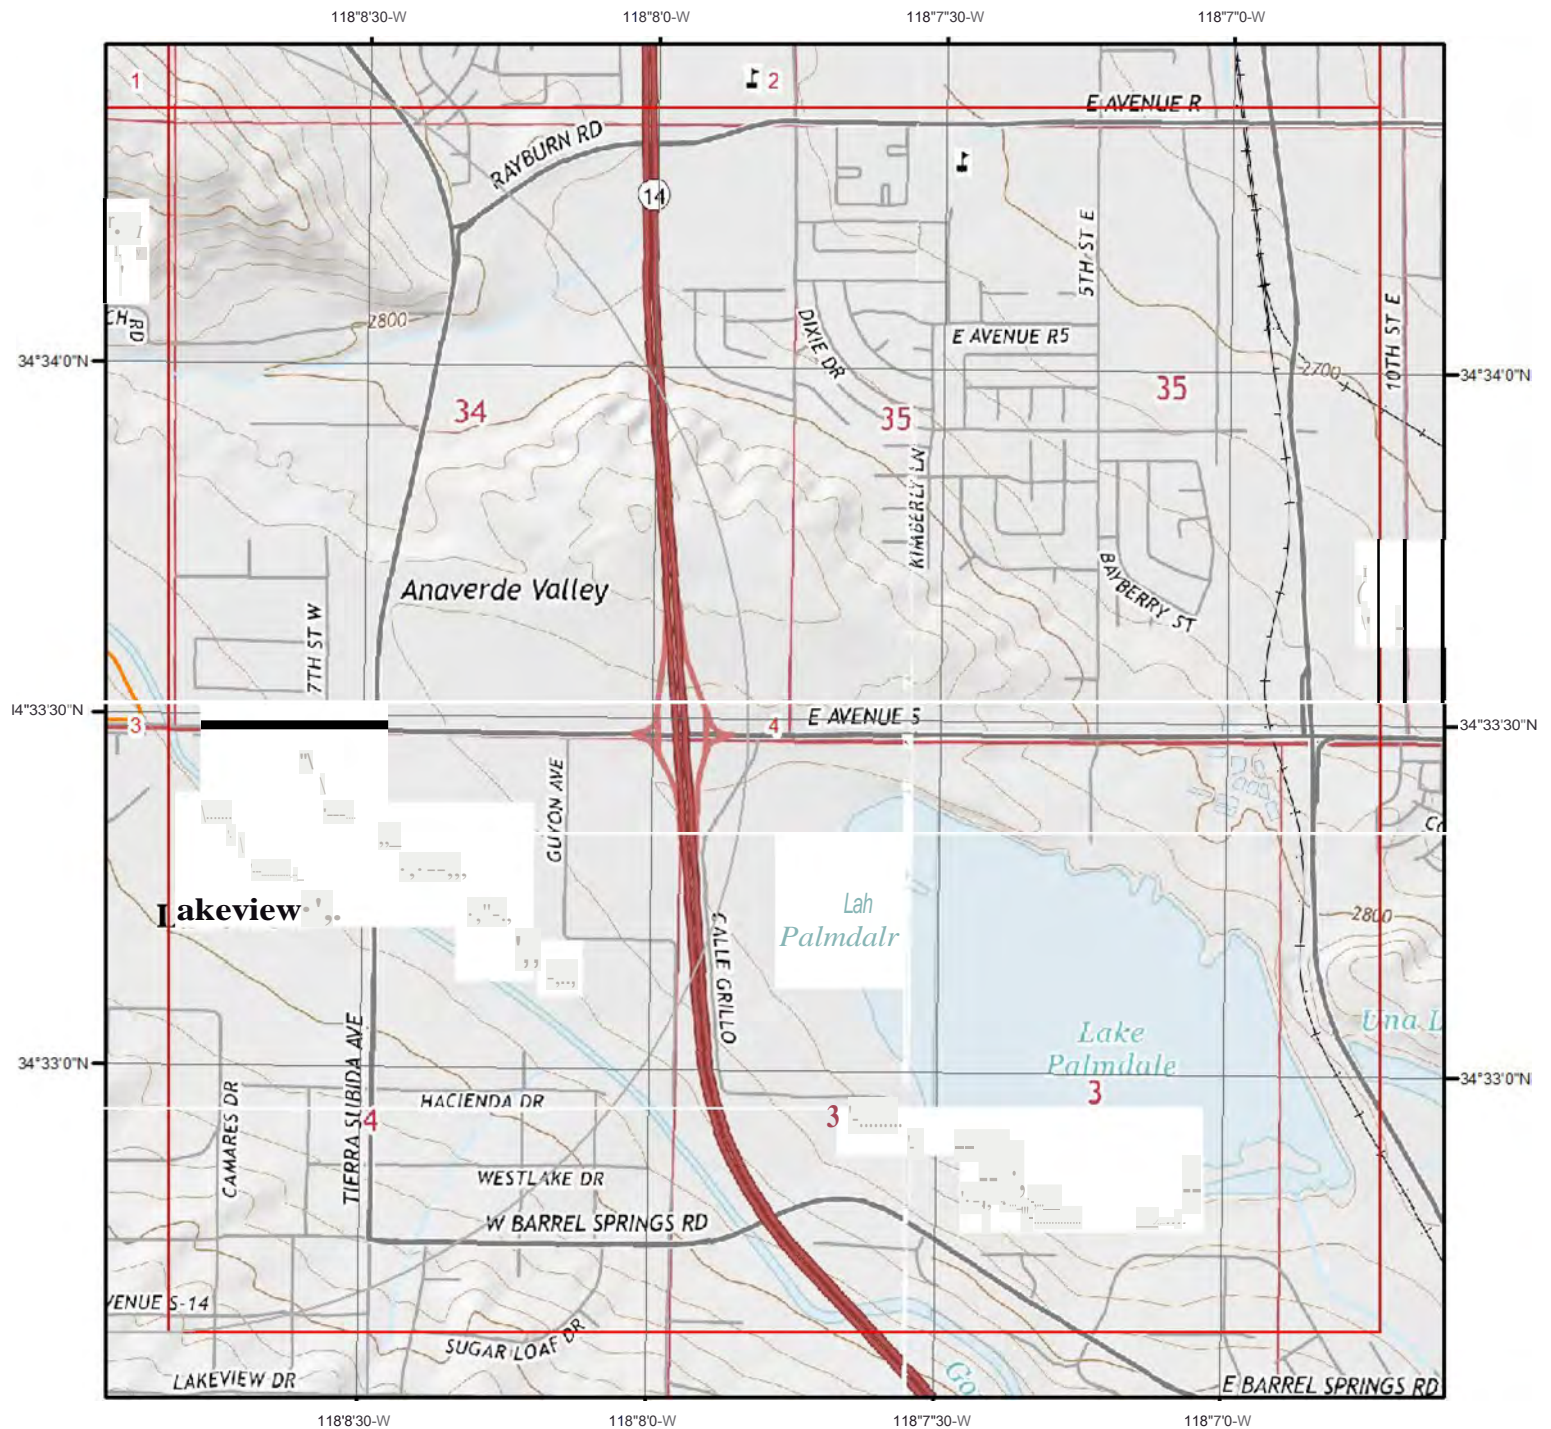 118"8'30-W
118"8'0-W
118"7'30-W
118"7'0-W
1
2
E AVENUE R
RAYBURN RD
14
5TH ST E
CH RD
2800
DIXIE DR
E AVENUE R5
10TH ST E
34°34'0"N
2700
34°34'0"N
34
35
35
KIMBERLY LN
Anaverde Valley
BAYBERRY ST
7TH ST W
I4"33'30"N
3
4
E AVENUE S
34°33'30"N
GUYON AVE
Lakeview
CALLE GRILLO
Lah
Palmdalr
2800
Una L
Lake
Palmdale
34°33'0"N
34°33'0"N
3
3
HACIENDA DR
4
CAMARES DR
TIERRA SUBIDA AVE
WESTLAKE DR
W BARREL SPRINGS RD
VENUE S-14
SUGAR LOAF DR
LAKEVIEW DR
Go
E BARREL SPRINGS RD
118"8'30-W
118"8'0-W
118"7'30-W
118"7'0-W